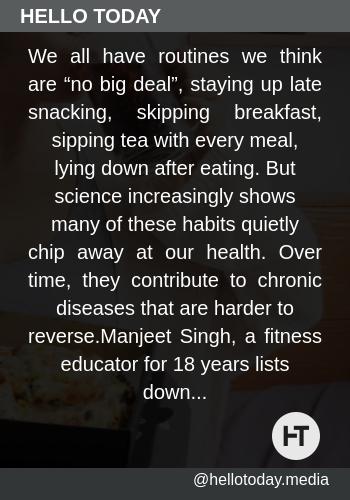 HELLO TODAY
We all have routines we think
are “no big deal”, staying up late
snacking, skipping breakfast,
sipping tea with every meal,
lying down after eating. But
science increasingly shows
many of these habits quietly
chip away at our health. Over
time, they contribute to chronic
diseases that are harder to
reverse.Manjeet Singh, a fitness
educator for 18 years lists
down...
HT
@hellotoday.media